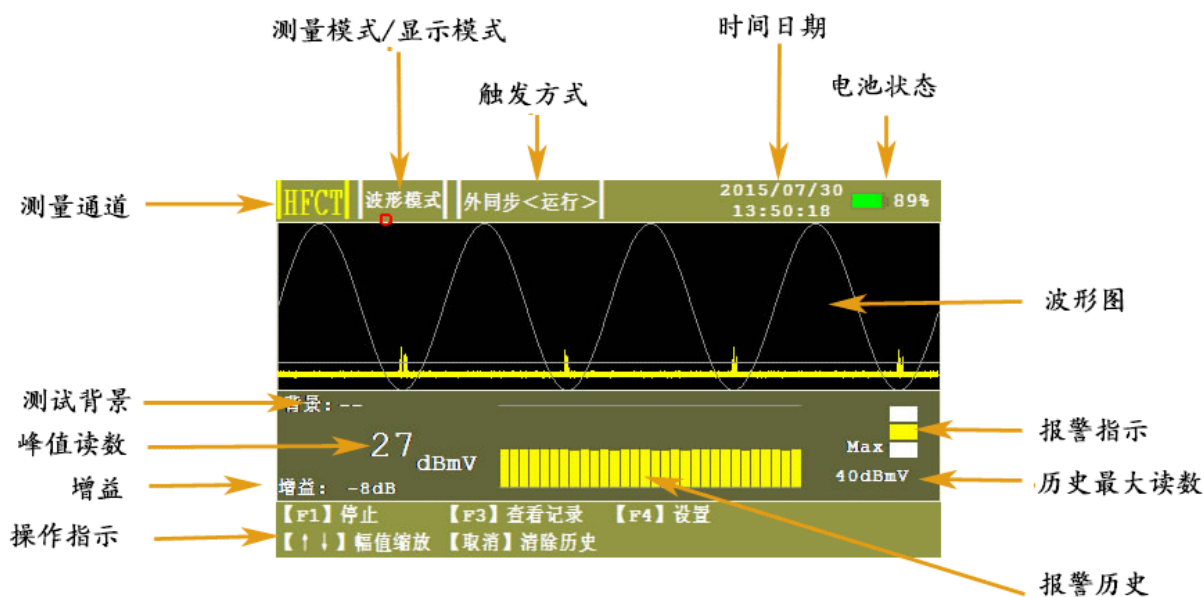 测量模式/显示模式
时间日期
触发方式
电池状态
测量通道
HFCT 波形模式 外同步<运行> 2015/07/30 89%
13:50:18
波形图
测试背景
背景:--
峰值读数
27 dBmV
增益
增益: -8dB
Max
40dBmV
报警指示
历史最大读数
操作指示
【F1】停止 【F3】查看记录 【F4】设置
【↑↓】幅值缩放 【取消】清除历史
报警历史